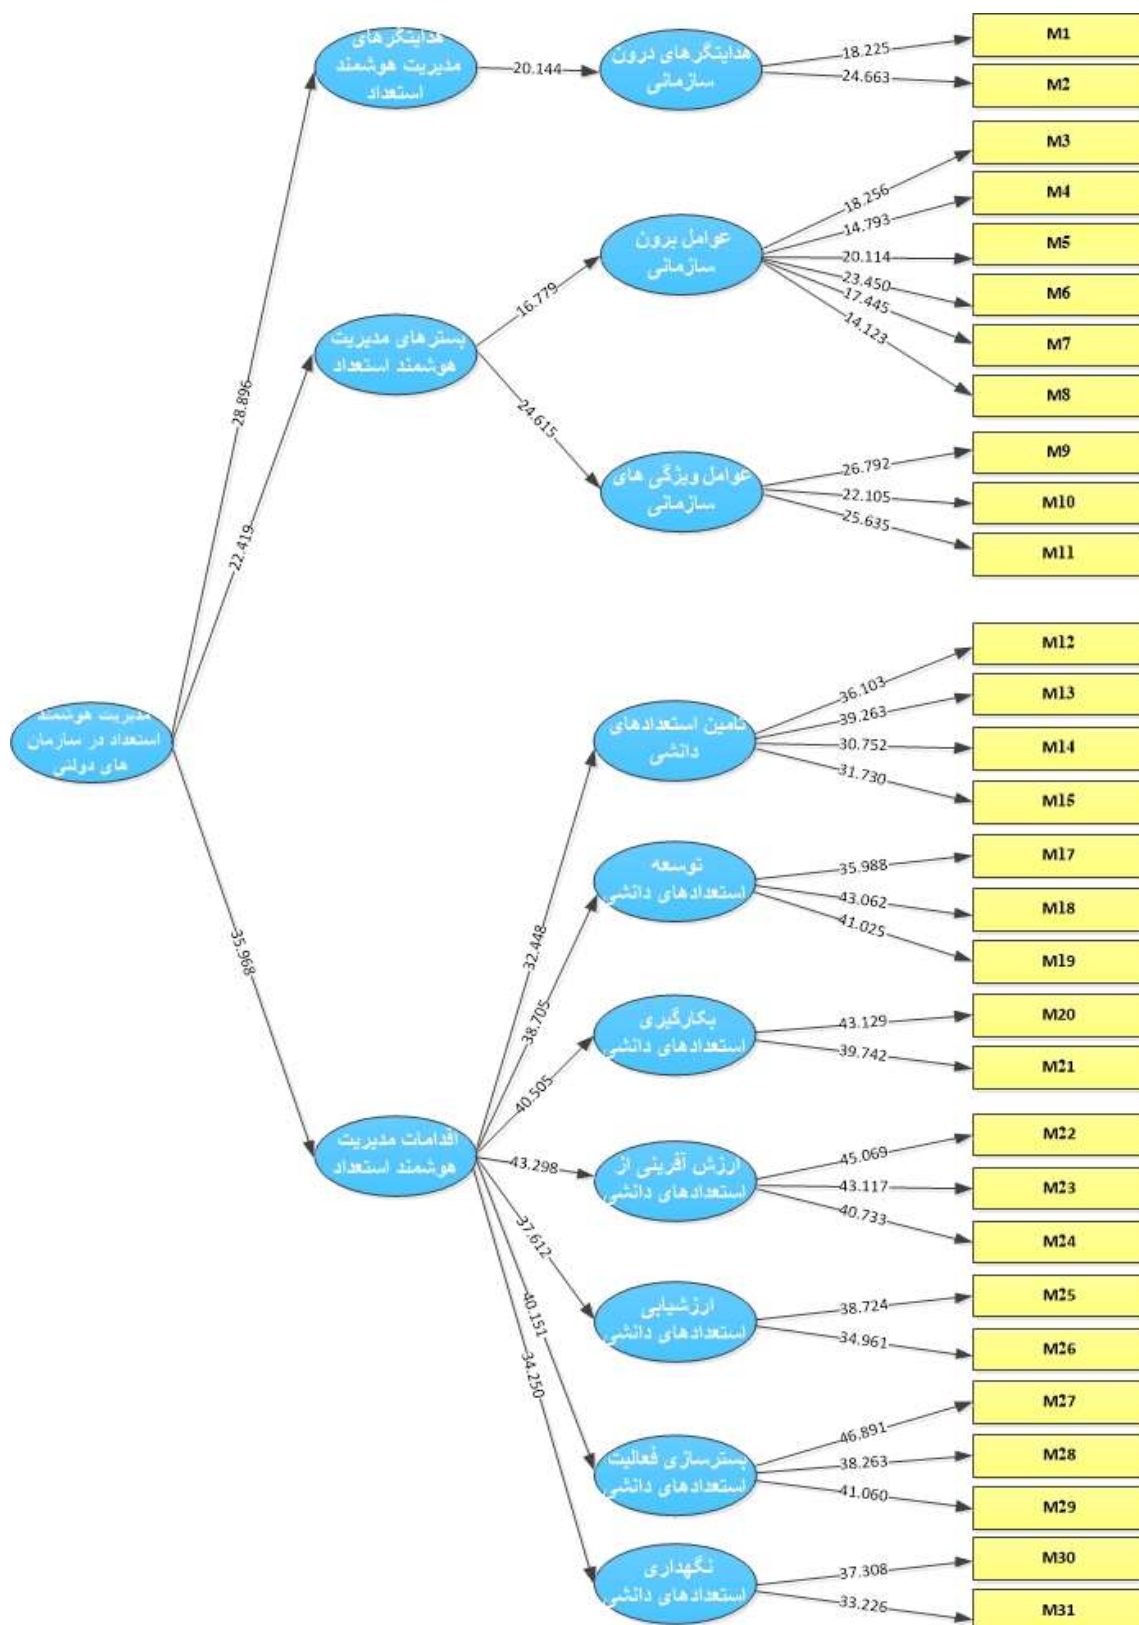 هدایتگرهای
مدیریت هوشمند
استعداد
20.144
هدایتگرهای درون
سازمانی
18.225
24.663
M1
M2
28.896
بسترهای مدیریت
هوشمند استعداد
16.779
24.615
عوامل برون
سازمانی
18.256
14.793
20.114
23.450
17.445
14.123
M3
M4
M5
M6
M7
M8
عوامل ویژگی های
سازمانی
26.792
22.105
25.635
M9
M10
M11
22.419
مدیریت هوشمند
استعداد در سازمان
های دولتی
35.968
اقدامات مدیریت
هوشمند استعداد
32.448
38.705
40.505
43.298
37.612
40.151
34.250
تامین استعدادهای
دانشی
36.103
39.263
30.752
31.730
M12
M13
M14
M15
توسعه
استعدادهای دانشی
35.988
43.062
41.025
M17
M18
M19
بکارگیری
استعدادهای دانشی
43.129
39.742
M20
M21
ارزش آفرینی از
استعدادهای دانشی
45.069
43.117
40.733
M22
M23
M24
ارزشیابی
استعدادهای دانشی
38.724
34.961
M25
M26
بسترسازی فعالیت
استعدادهای دانشی
46.891
38.263
41.060
M27
M28
M29
نگهداری
استعدادهای دانشی
37.308
33.226
M30
M31